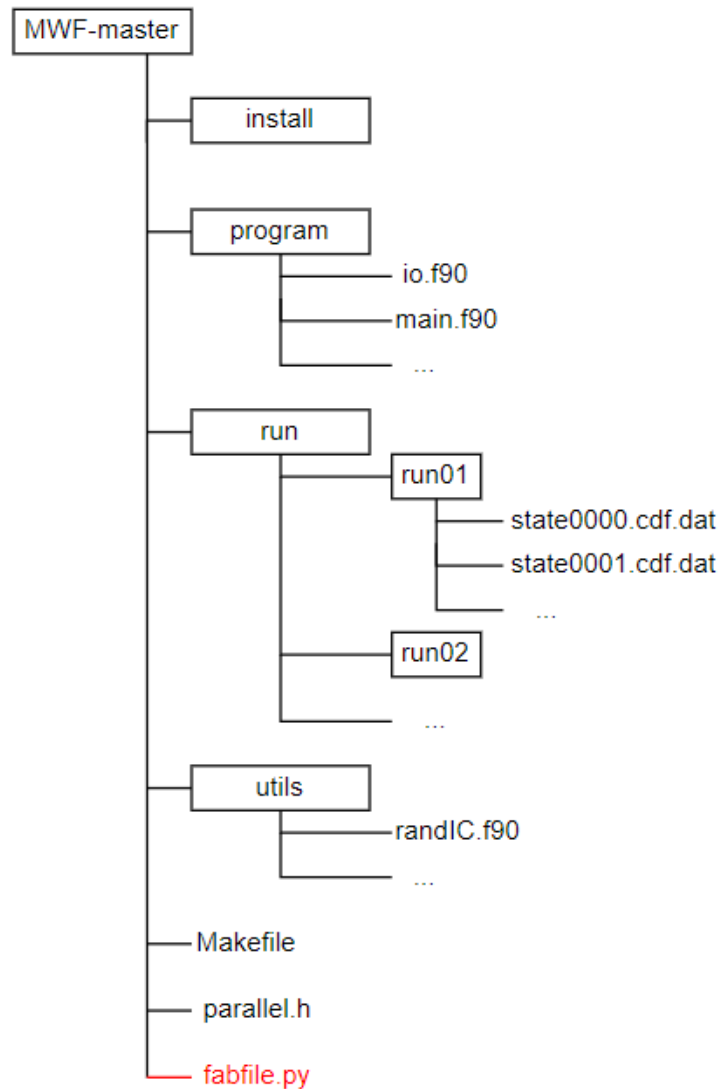 MWF-master
install
program
io.f90
main.f90
...
run
run01
state0000.cdf.dat
state0001.cdf.dat
...
run02
...
utils
randIC.f90
...
Makefile
parallel.h
fabfile.py